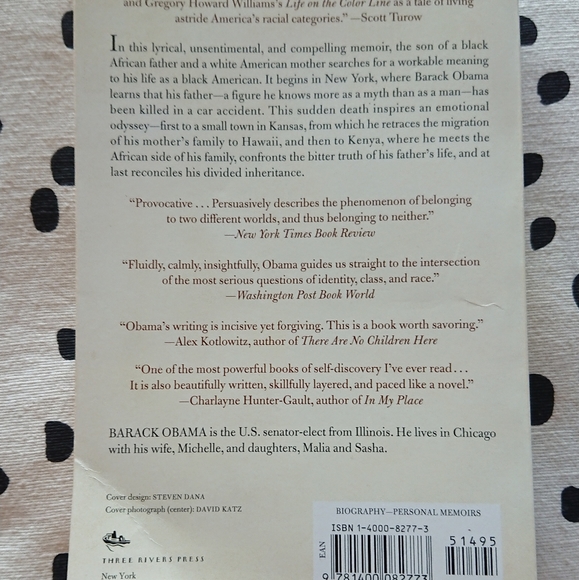 and Gregory Howard Williams's Life on the Color Line as a tale of living
astride America's racial categories." —Scott Turow
In this lyrical, unsentimental, and compelling memoir, the son of a black
African father and a white American mother searches for a workable meaning
to his life as a black American. It begins in New York, where Barack Obama
learns that his father—a figure he knows more as a myth than as a man—has
been killed in a car accident. This sudden death inspires an emotional
odyssey—first to a small town in Kansas, from which he retraces the migration
of his mother's family to Hawaii, and then to Kenya, where he meets the
African side of his family, confronts the bitter truth of his father's life, and at
last reconciles his divided inheritance.
"Provocative . . . Persuasively describes the phenomenon of belonging
to two different worlds, and thus belonging to neither."
—New York Times Book Review
"Fluidly, calmly, insightfully, Obama guides us straight to the intersection
of the most serious questions of identity, class, and race."
—Washington Post Book World
"Obama's writing is incisive yet forgiving. This is a book worth savoring."
—Alex Kotlowitz, author of There Are No Children Here
"One of the most powerful books of self-discovery I've ever read . . .
It is also beautifully written, skillfully layered, and paced like a novel."
—Charlayne Hunter-Gault, author of In My Place
BARACK OBAMA is the U.S. senator-elect from Illinois. He lives in Chicago
with his wife, Michelle, and daughters, Malia and Sasha.
Cover design: STEVEN DANA
Cover photograph (center): DAVID KATZ
THREE RIVERS PRESS
New York
BIOGRAPHY—PERSONAL MEMOIRS
ISBN 1-4000-8277-3
51495
EAN
9 781400 082773